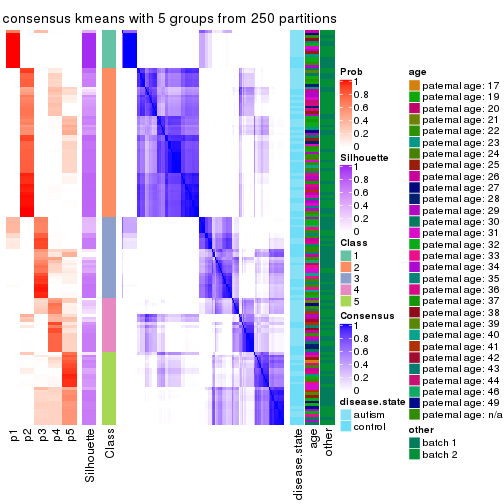 consensus kmeans with 5 groups from 250 partitions
Prob
1
0.8
0.6
0.4
0.2
0
Silhouette
1
0.8
0.6
0.4
0.2
0
Class
1
2
3
4
5
Consensus
1
0.8
0.6
0.4
0.2
0
disease.state
autism
control
age
paternal age: 17
paternal age: 19
paternal age: 20
paternal age: 21
paternal age: 22
paternal age: 23
paternal age: 24
paternal age: 25
paternal age: 26
paternal age: 27
paternal age: 28
paternal age: 29
paternal age: 30
paternal age: 31
paternal age: 32
paternal age: 33
paternal age: 34
paternal age: 35
paternal age: 36
paternal age: 37
paternal age: 38
paternal age: 39
paternal age: 40
paternal age: 41
paternal age: 42
paternal age: 43
paternal age: 44
paternal age: 46
paternal age: 49
paternal age: n/a
other
batch 1
batch 2
p1
p2
p3
p4
p5
Silhouette
Class
disease.state
age
other